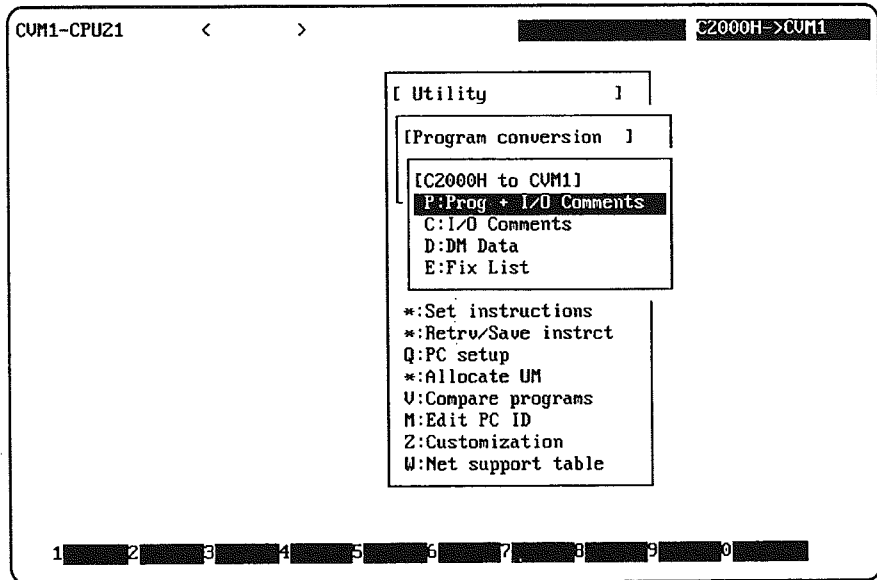 CVM1-CPU21 < > C2000H->CVM1
[ Utility ]
[Program conversion ]
[C2000H to CVM1]
P:Prog + I/O Comments
C:I/O Comments
D:DM Data
E:Fix List
*:Set instructions
*:Retrv/Save instrct
Q:PC setup
*:Allocate UM
V:Compare programs
M:Edit PC ID
Z:Customization
W:Net support table
1 2 3 4 5 6 7 8 9 0